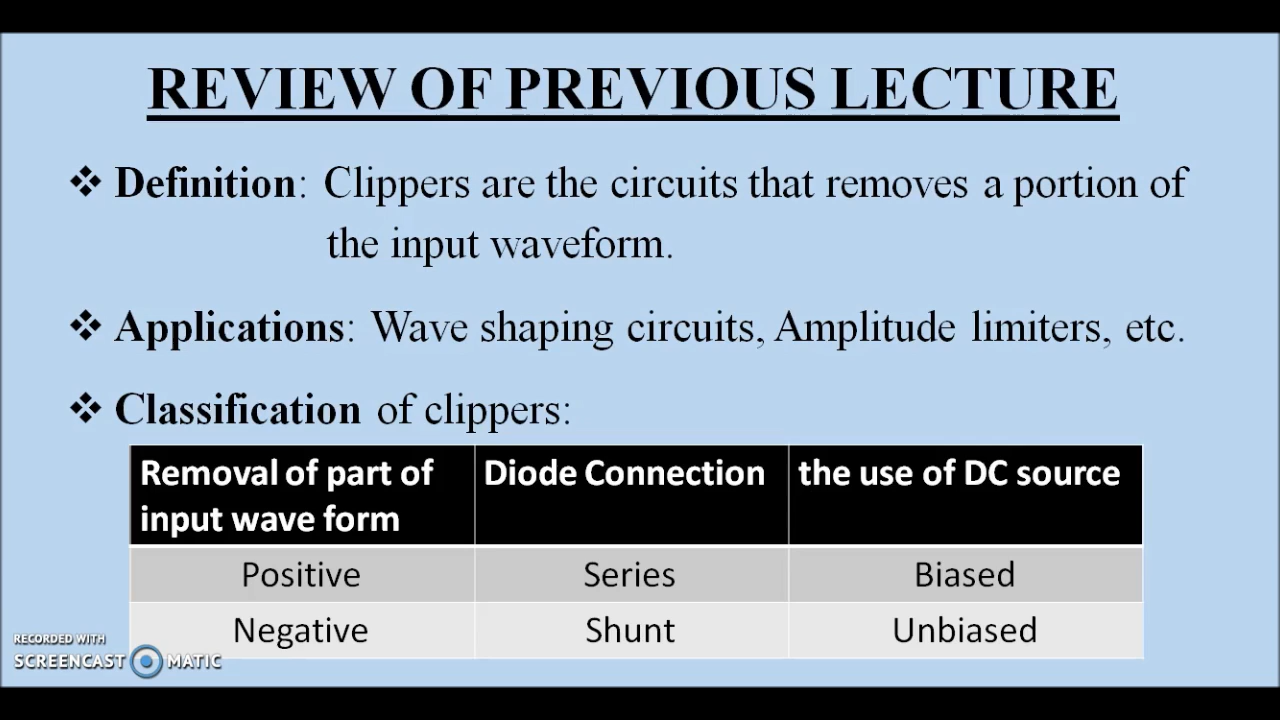 REVIEW OF PREVIOUS LECTURE
❖ Definition: Clippers are the circuits that removes a portion of
the input waveform.
❖ Applications: Wave shaping circuits, Amplitude limiters, etc.
❖ Classification of clippers:
Removal of part of input wave form | Diode Connection | the use of DC source
Positive | Series | Biased
Negative | Shunt | Unbiased
RECORDED WITH
SCREENCAST MATIC